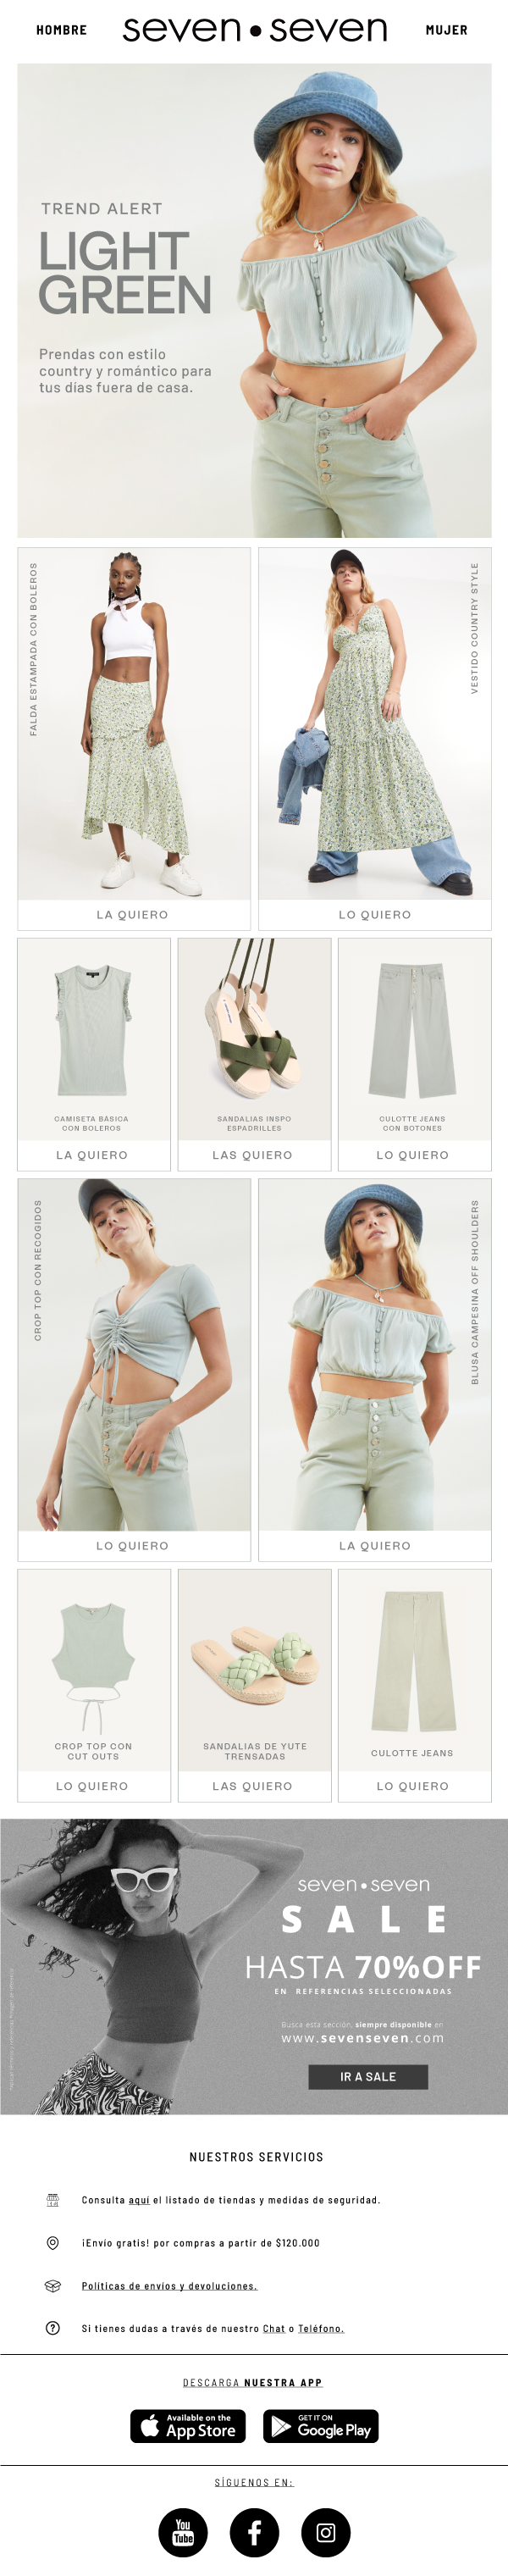 HOMBRE
seven • seven
MUJER
TREND ALERT
LIGHT
GREEN
Prendas con estilo
country y romántico para
tus días fuera de casa.
FALDA ESTAMPADA CON BOLEROS
VESTIDO COUNTRY STYLE
LA QUIERO
LO QUIERO
CAMISETA BÁSICA
CON BOLEROS
SANDALIAS INSPO
ESPADRILLES
CULOTTE JEANS
CON BOTONES
LA QUIERO
LAS QUIERO
LO QUIERO
CROP TOP CON RECOGIDOS
BLUSA CAMPESINA OFF SHOULDERS
LO QUIERO
LA QUIERO
CROP TOP CON
CUT OUTS
SANDALIAS DE YUTE
TRENSADAS
CULOTTE JEANS
LO QUIERO
LAS QUIERO
LO QUIERO
seven • seven
SALE
HASTA 70%OFF
EN REFERENCIAS SELECCIONADAS
Busca esta sección, siempre disponible en
www.sevenseven.com
IR A SALE
NUESTROS SERVICIOS
Consulta aquí el listado de tiendas y medidas de seguridad.
¡Envío gratis! por compras a partir de $120.000
Políticas de envíos y devoluciones.
Si tienes dudas a través de nuestro Chat o Teléfono.
DESCARGA NUESTRA APP
Available on the
App Store
GET IT ON
Google Play
SÍGUENOS EN:
You
Tube